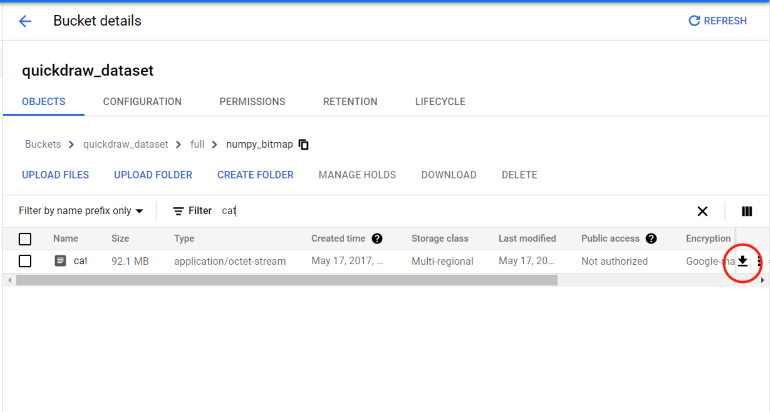 Bucket details
REFRESH
quickdraw_dataset
OBJECTS CONFIGURATION PERMISSIONS RETENTION LIFECYCLE
Buckets > quickdraw_dataset > full > numpy_bitmap
UPLOAD FILES UPLOAD FOLDER CREATE FOLDER MANAGE HOLDS DOWNLOAD DELETE
Filter by name prefix only Filter cat
Name Size Type Created time Storage class Last modified Public access Encryption
cat 92.1 MB application/octet-stream May 17, 2017, ... Multi-regional May 17, 20... Not authorized Google-ma